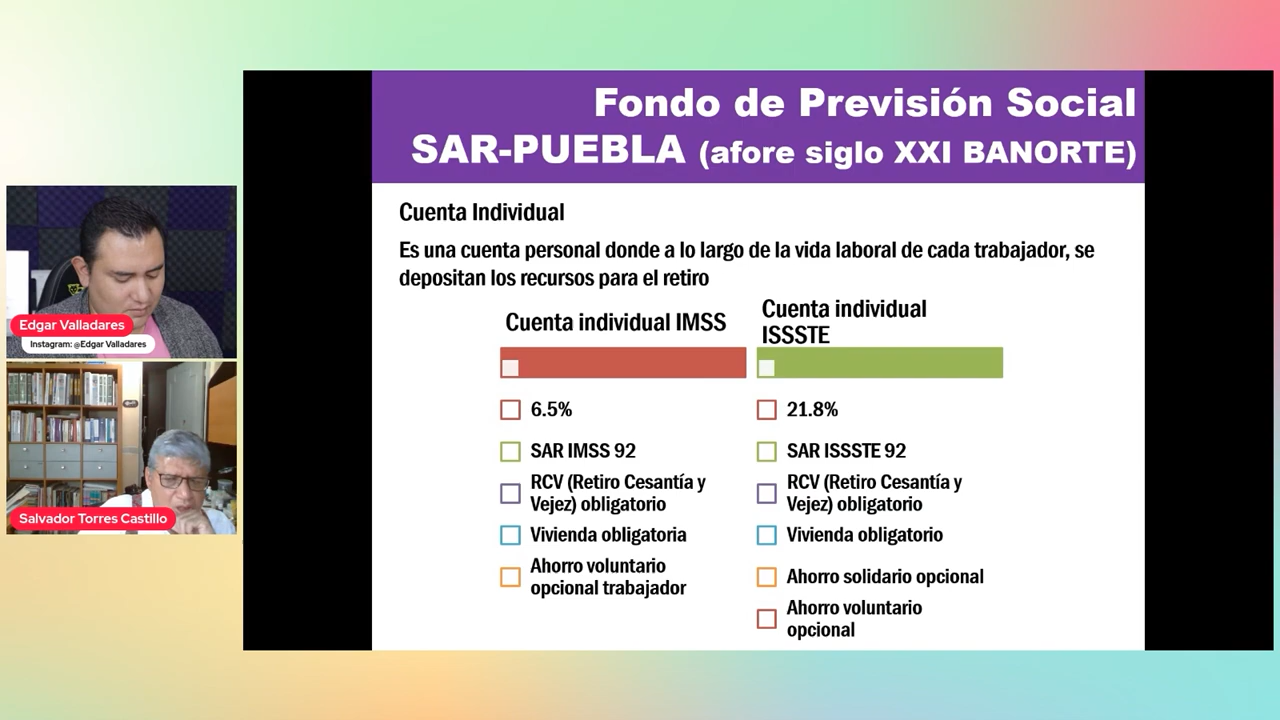 Fondo de Previsión Social
SAR-PUEBLA (afore siglo XXI BANORTE)
Cuenta Individual
Es una cuenta personal donde a lo largo de la vida laboral de cada trabajador, se
depositan los recursos para el retiro
Cuenta individual IMSS
6.5%
SAR IMSS 92
RCV (Retiro Cesantía y
Vejez) obligatorio
Vivienda obligatoria
Ahorro voluntario
opcional trabajador
Cuenta individual
ISSSTE
21.8%
SAR ISSSTE 92
RCV (Retiro Cesantía y
Vejez) obligatorio
Vivienda obligatorio
Ahorro solidario opcional
Ahorro voluntario
opcional
Edgar Valladares
Instagram: @Edgar Valladares
Salvador Torres Castillo